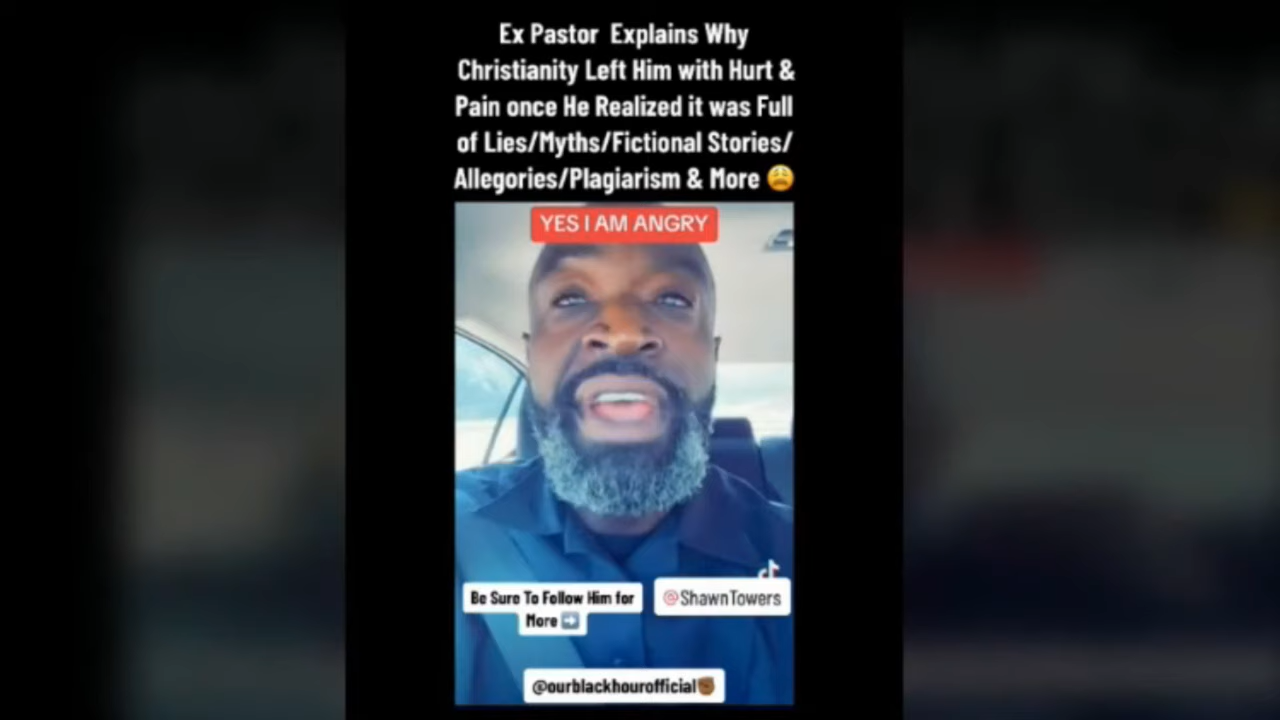 Ex Pastor Explains Why
Christianity Left Him with Hurt &
Pain once He Realized it was Full
of Lies/Myths/Fictional Stories/
Allegories/Plagiarism & More 😩
YES I AM ANGRY
Be Sure To Follow Him for
More ➡️
@ShawnTowers
@ourblackhourofficial✊🏾